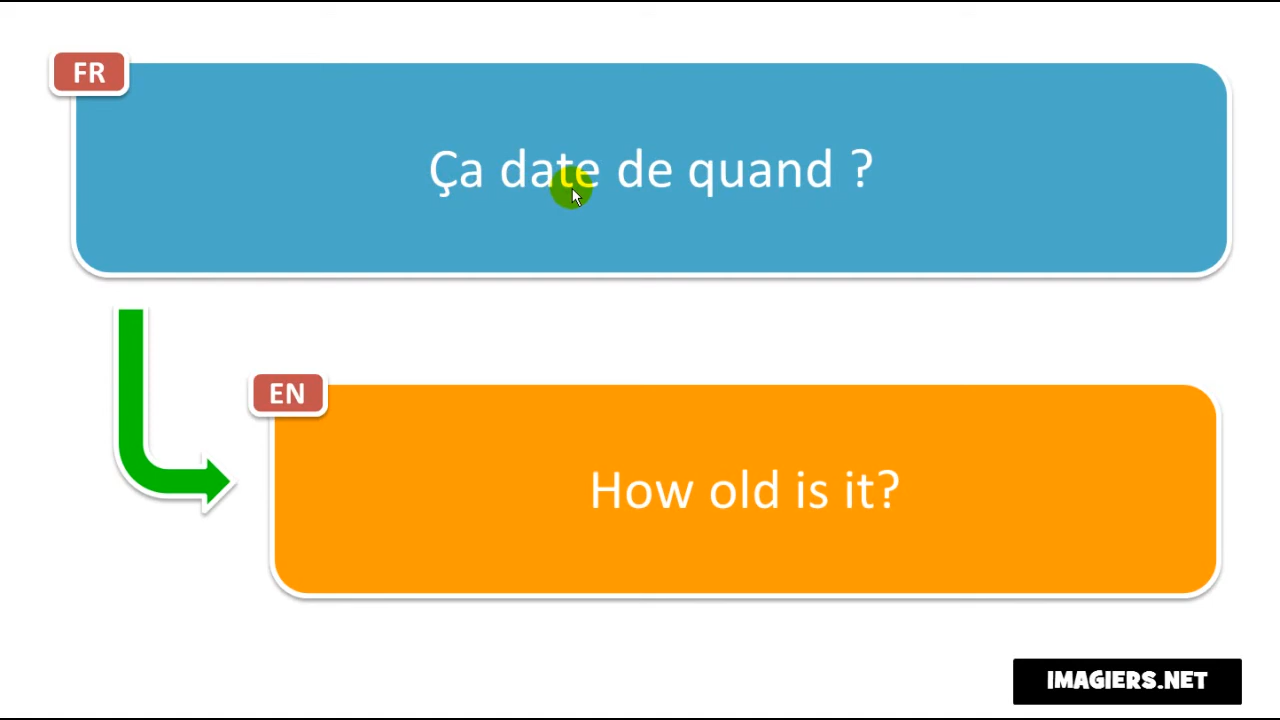 FR
Ça date de quand ?
EN
How old is it?
IMAGIERS.NET